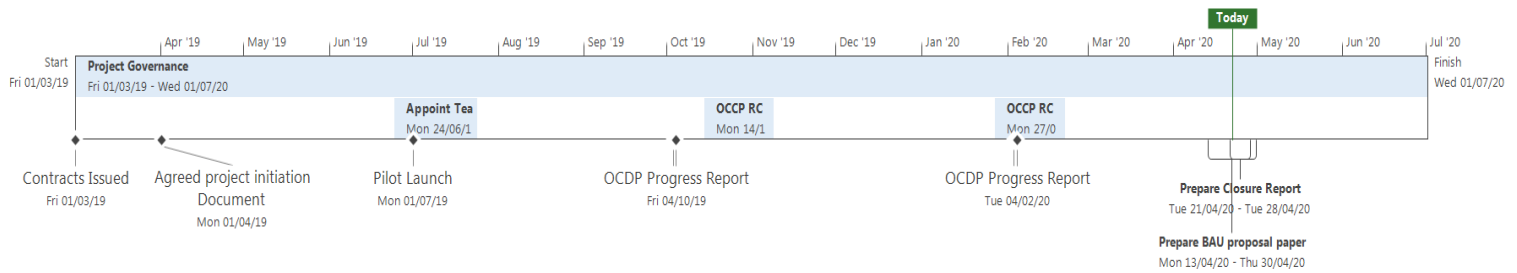 Today
Apr '19 May '19 Jun '19 Jul '19 Aug '19 Sep '19 Oct '19 Nov '19 Dec '19 Jan '20 Feb '20 Mar '20 Apr '20 May '20 Jun '20 Jul '20
Start
Fri 01/03/19
Project Governance
Fri 01/03/19 - Wed 01/07/20
Finish
Wed 01/07/20
Appoint Tea
Mon 24/06/1
OCCP RC
Mon 14/1
OCCP RC
Mon 27/0
Contracts Issued
Fri 01/03/19
Agreed project initiation
Document
Mon 01/04/19
Pilot Launch
Mon 01/07/19
OCDP Progress Report
Fri 04/10/19
OCDP Progress Report
Tue 04/02/20
Prepare Closure Report
Tue 21/04/20 - Tue 28/04/20
Prepare BAU proposal paper
Mon 13/04/20 - Thu 30/04/20